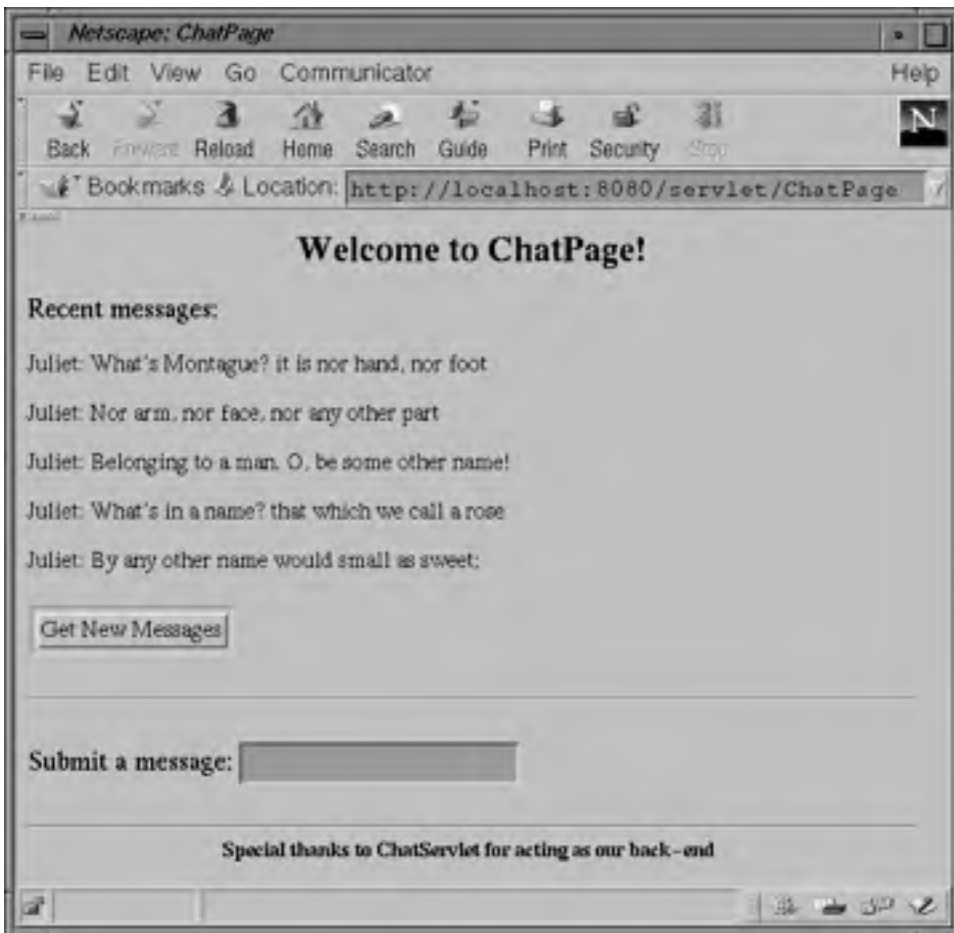 Netscape: ChatPage
File Edit View Go Communicator Help
N
Back Forward Reload Home Search Guide Print Security Stop
Bookmarks Location: http://localhost:8080/servlet/ChatPage
Welcome to ChatPage!
Recent messages:
Juliet: What's Montague? it is nor hand, nor foot
Juliet: Nor arm, nor face, nor any other part
Juliet: Belonging to a man. O, be some other name!
Juliet: What's in a name? that which we call a rose
Juliet: By any other name would small as sweet;
Get New Messages
Submit a message:
Special thanks to ChatServlet for acting as our back-end